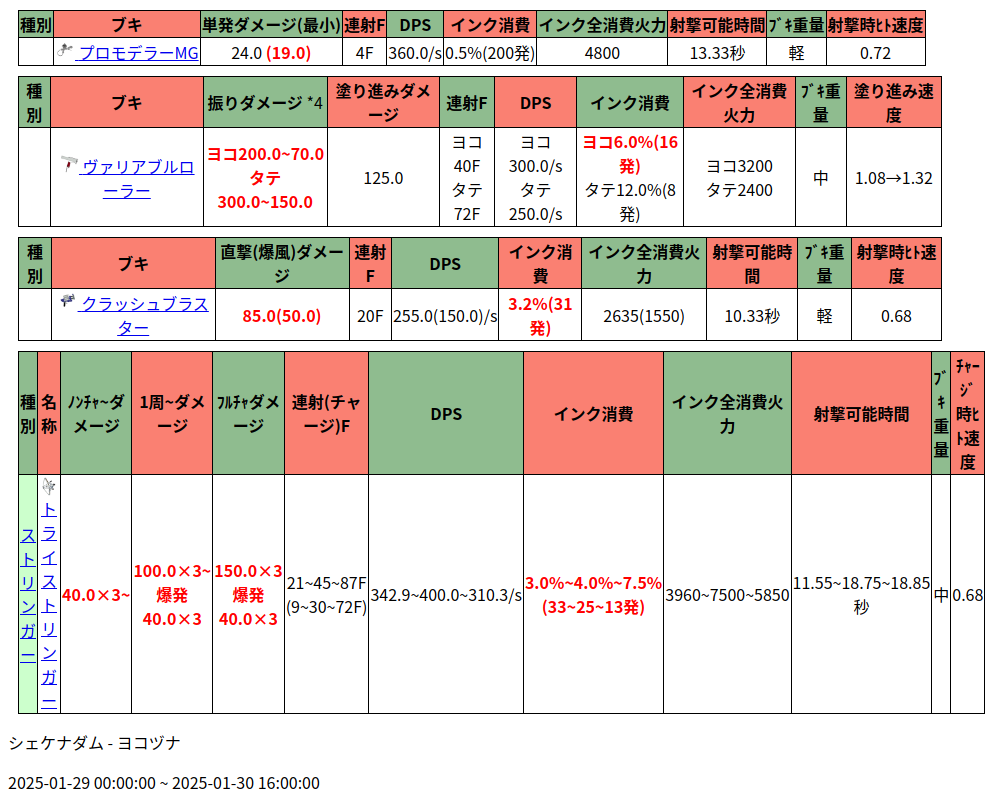 種別 ブキ 単発ダメージ(最小) 連射F DPS インク消費 インク全消費火力 射撃可能時間 ﾌﾞｷ重量 射撃時ﾋﾄ速度
プロモデラーMG 24.0 (19.0) 4F 360.0/s 0.5%(200発) 4800 13.33秒 軽 0.72
種別 ブキ 振りダメージ *4 塗り進みダメージ 連射F DPS インク消費 インク全消費火力 ﾌﾞｷ重量 塗り進み速度
ヴァリアブルローラー ヨコ200.0~70.0 タテ 300.0~150.0 125.0 ヨコ 40F タテ 72F ヨコ 300.0/s タテ 250.0/s ヨコ6.0%(16発) タテ12.0%(8発) ヨコ3200 タテ2400 中 1.08→1.32
種別 ブキ 直撃(爆風)ダメージ 連射F DPS インク消費 インク全消費火力 射撃可能時間 ﾌﾞｷ重量 射撃時ﾋﾄ速度
クラッシュブラスター 85.0(50.0) 20F 255.0(150.0)/s 3.2%(31発) 2635(1550) 10.33秒 軽 0.68
種別 名称 ﾉﾝﾁｬ~ダメージ 1周~ダメージ ﾌﾙﾁｬダメージ 連射(チャージ)F DPS インク消費 インク全消費火力 射撃可能時間 ﾌﾞｷ重量 ﾁｬｰｼﾞ時ﾋﾄ速度
ストリンガー トライストリンガー 40.0×3~ 100.0×3~ 爆発 40.0×3 150.0×3 爆発 40.0×3 21~45~87F (9~30~72F) 342.9~400.0~310.3/s 3.0%~4.0%~7.5% (33~25~13発) 3960~7500~5850 11.55~18.75~18.85秒 中 0.68
シェケナダム - ヨコヅナ
2025-01-29 00:00:00 ~ 2025-01-30 16:00:00